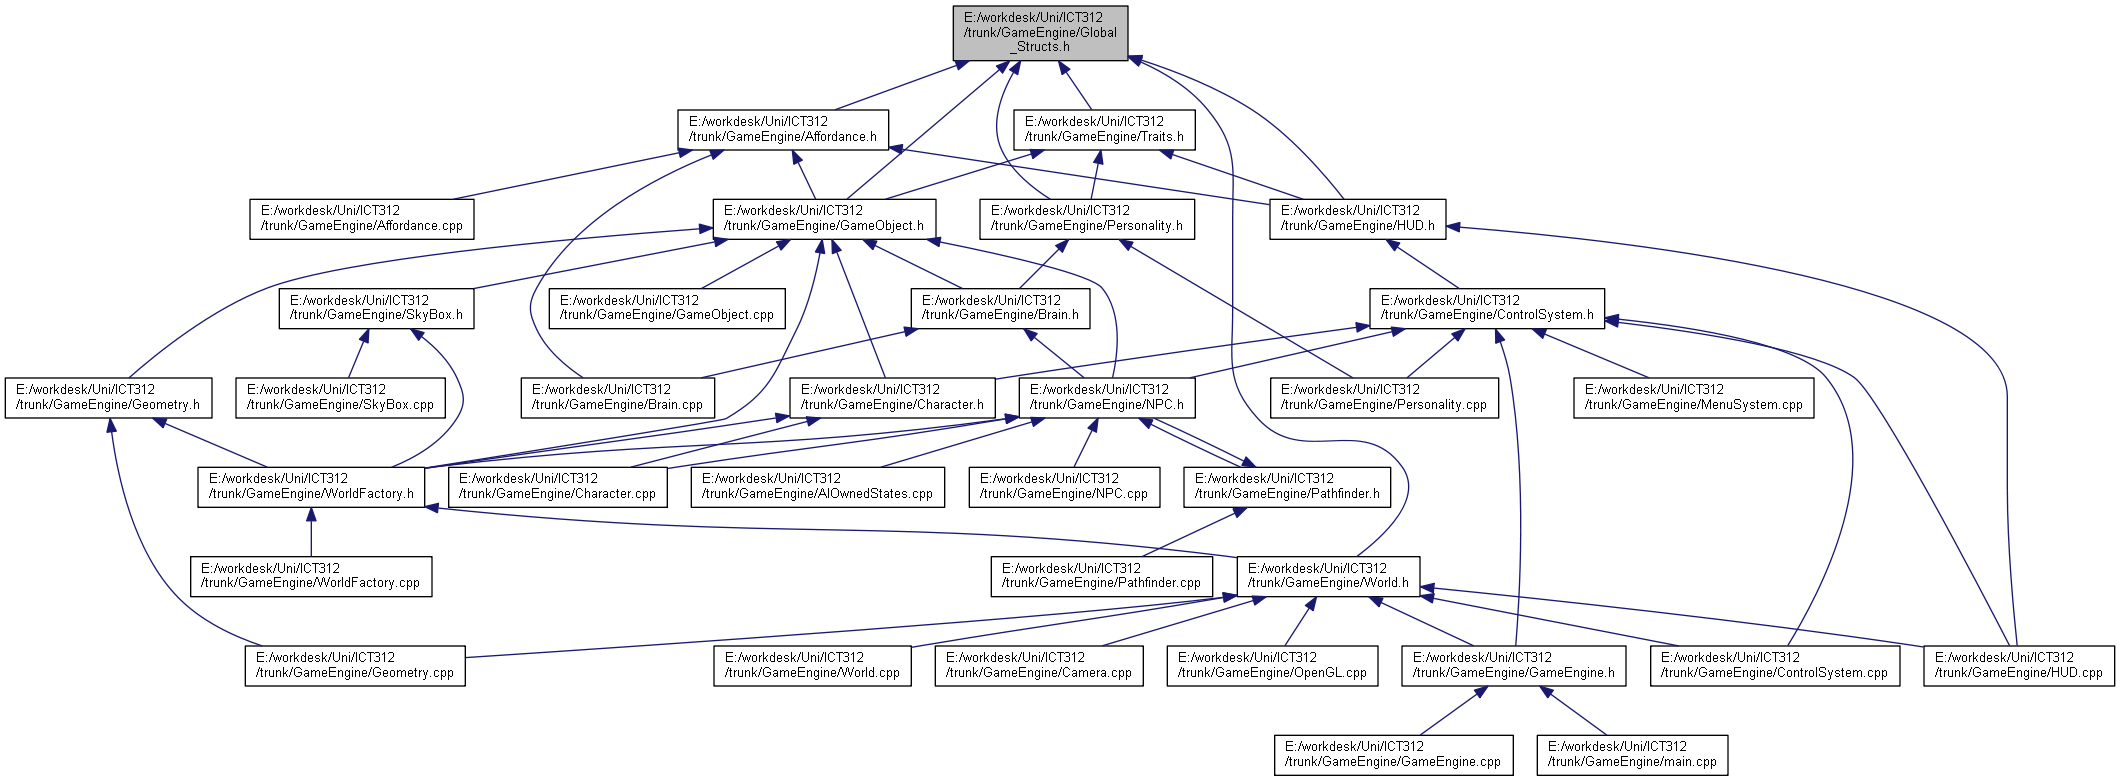 E:/workdesk/Uni/ICT312
/trunk/GameEngine/Global
_Structs.h
E:/workdesk/Uni/ICT312
/trunk/GameEngine/Affordance.h
E:/workdesk/Uni/ICT312
/trunk/GameEngine/Traits.h
E:/workdesk/Uni/ICT312
/trunk/GameEngine/Affordance.cpp
E:/workdesk/Uni/ICT312
/trunk/GameEngine/GameObject.h
E:/workdesk/Uni/ICT312
/trunk/GameEngine/Personality.h
E:/workdesk/Uni/ICT312
/trunk/GameEngine/HUD.h
E:/workdesk/Uni/ICT312
/trunk/GameEngine/SkyBox.h
E:/workdesk/Uni/ICT312
/trunk/GameEngine/GameObject.cpp
E:/workdesk/Uni/ICT312
/trunk/GameEngine/Brain.h
E:/workdesk/Uni/ICT312
/trunk/GameEngine/ControlSystem.h
E:/workdesk/Uni/ICT312
/trunk/GameEngine/Geometry.h
E:/workdesk/Uni/ICT312
/trunk/GameEngine/SkyBox.cpp
E:/workdesk/Uni/ICT312
/trunk/GameEngine/Brain.cpp
E:/workdesk/Uni/ICT312
/trunk/GameEngine/Character.h
E:/workdesk/Uni/ICT312
/trunk/GameEngine/NPC.h
E:/workdesk/Uni/ICT312
/trunk/GameEngine/Personality.cpp
E:/workdesk/Uni/ICT312
/trunk/GameEngine/MenuSystem.cpp
E:/workdesk/Uni/ICT312
/trunk/GameEngine/WorldFactory.h
E:/workdesk/Uni/ICT312
/trunk/GameEngine/Character.cpp
E:/workdesk/Uni/ICT312
/trunk/GameEngine/AIOwnedStates.cpp
E:/workdesk/Uni/ICT312
/trunk/GameEngine/NPC.cpp
E:/workdesk/Uni/ICT312
/trunk/GameEngine/Pathfinder.h
E:/workdesk/Uni/ICT312
/trunk/GameEngine/WorldFactory.cpp
E:/workdesk/Uni/ICT312
/trunk/GameEngine/Pathfinder.cpp
E:/workdesk/Uni/ICT312
/trunk/GameEngine/World.h
E:/workdesk/Uni/ICT312
/trunk/GameEngine/Geometry.cpp
E:/workdesk/Uni/ICT312
/trunk/GameEngine/World.cpp
E:/workdesk/Uni/ICT312
/trunk/GameEngine/Camera.cpp
E:/workdesk/Uni/ICT312
/trunk/GameEngine/OpenGL.cpp
E:/workdesk/Uni/ICT312
/trunk/GameEngine/GameEngine.h
E:/workdesk/Uni/ICT312
/trunk/GameEngine/ControlSystem.cpp
E:/workdesk/Uni/ICT312
/trunk/GameEngine/HUD.cpp
E:/workdesk/Uni/ICT312
/trunk/GameEngine/GameEngine.cpp
E:/workdesk/Uni/ICT312
/trunk/GameEngine/main.cpp